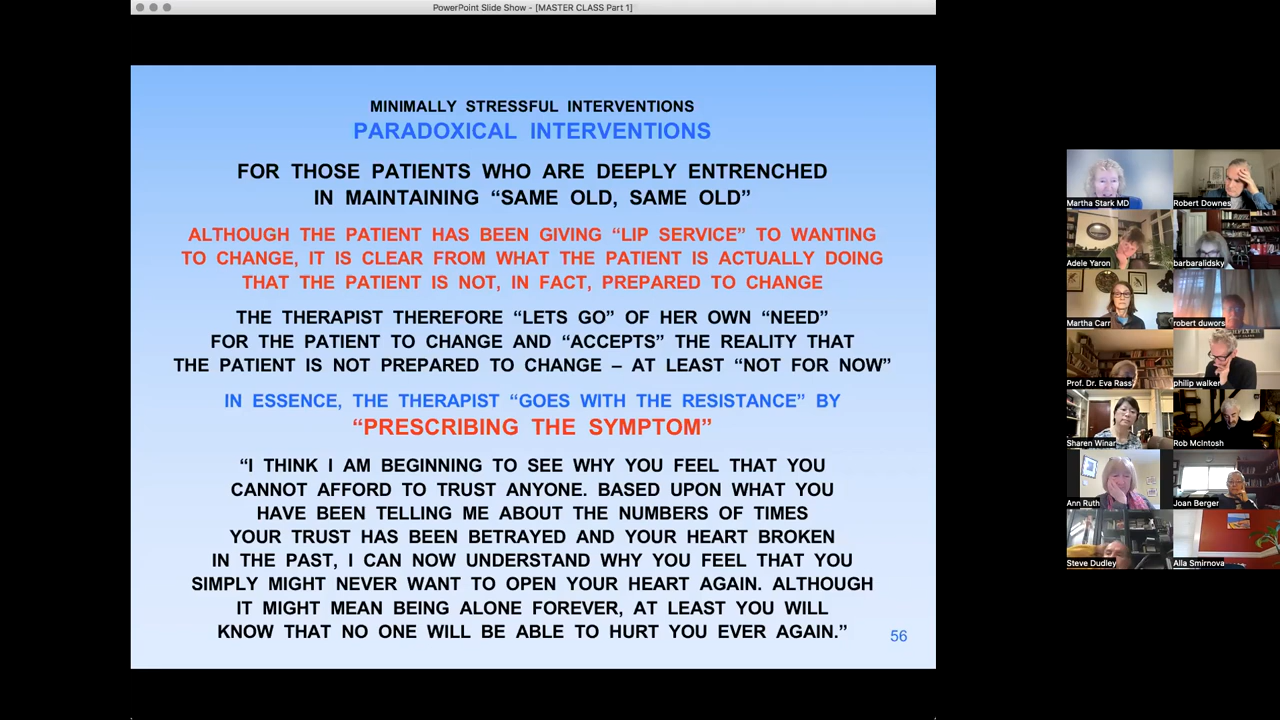 PowerPoint Slide Show - [MASTER CLASS Part 1]
MINIMALLY STRESSFUL INTERVENTIONS
PARADOXICAL INTERVENTIONS
FOR THOSE PATIENTS WHO ARE DEEPLY ENTRENCHED
IN MAINTAINING “SAME OLD, SAME OLD”
ALTHOUGH THE PATIENT HAS BEEN GIVING “LIP SERVICE” TO WANTING
TO CHANGE, IT IS CLEAR FROM WHAT THE PATIENT IS ACTUALLY DOING
THAT THE PATIENT IS NOT, IN FACT, PREPARED TO CHANGE
THE THERAPIST THEREFORE “LETS GO” OF HER OWN “NEED”
FOR THE PATIENT TO CHANGE AND “ACCEPTS” THE REALITY THAT
THE PATIENT IS NOT PREPARED TO CHANGE – AT LEAST “NOT FOR NOW”
IN ESSENCE, THE THERAPIST “GOES WITH THE RESISTANCE” BY
“PRESCRIBING THE SYMPTOM”
“I THINK I AM BEGINNING TO SEE WHY YOU FEEL THAT YOU
CANNOT AFFORD TO TRUST ANYONE. BASED UPON WHAT YOU
HAVE BEEN TELLING ME ABOUT THE NUMBERS OF TIMES
YOUR TRUST HAS BEEN BETRAYED AND YOUR HEART BROKEN
IN THE PAST, I CAN NOW UNDERSTAND WHY YOU FEEL THAT YOU
SIMPLY MIGHT NEVER WANT TO OPEN YOUR HEART AGAIN. ALTHOUGH
IT MIGHT MEAN BEING ALONE FOREVER, AT LEAST YOU WILL
KNOW THAT NO ONE WILL BE ABLE TO HURT YOU EVER AGAIN.”
56
Martha Stark MD
Robert Downes
Adele Yaron
barbaralidsky
Martha Carr
robert duwors
Prof. Dr. Eva Rass
philip walker
Sharen Winar
Rob McIntosh
Ann Ruth
Joan Berger
Steve Dudley
Alla Smirnova